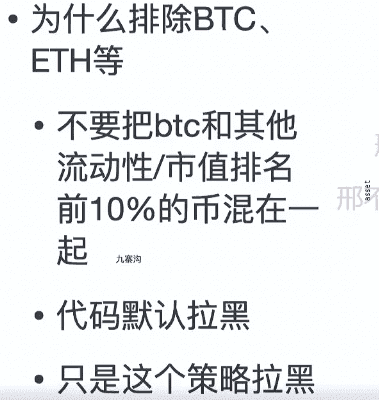 • 为什么排除BTC、
ETH等
• 不要把btc和其他
流动性/市值排名
前10%的币混在一
起
九寨沟
asset
邢
• 代码默认拉黑
• 只是这个策略拉黑